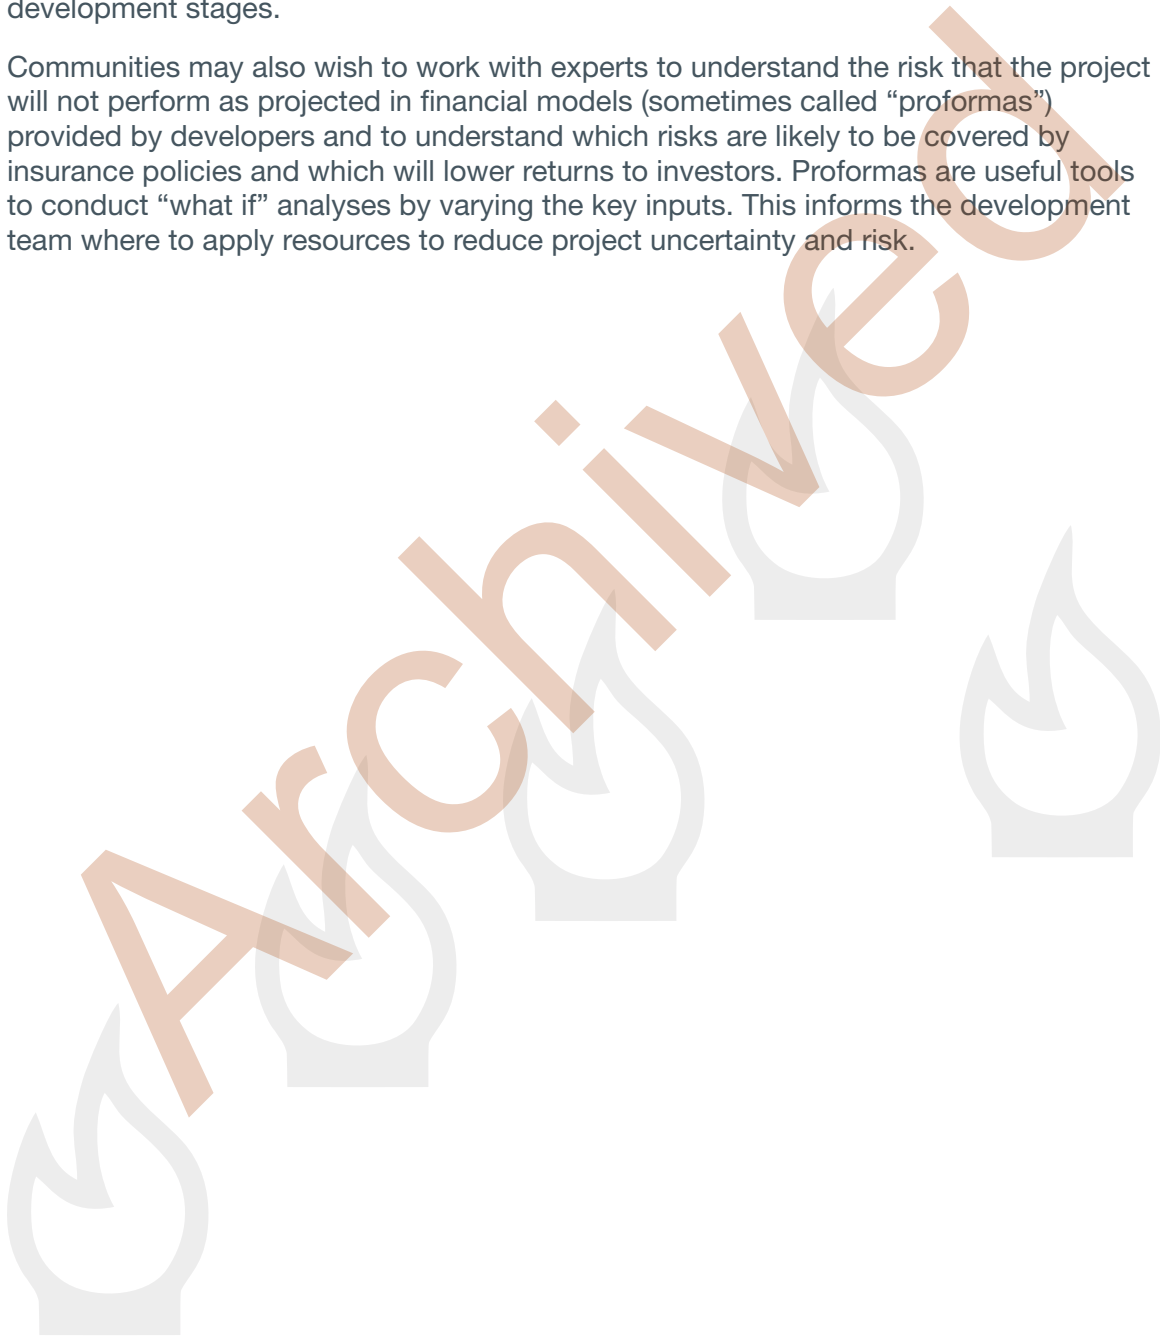 development stages.
Communities may also wish to work with experts to understand the risk that the project
will not perform as projected in financial models (sometimes called “proformas”)
provided by developers and to understand which risks are likely to be covered by
insurance policies and which will lower returns to investors. Proformas are useful tools
to conduct “what if” analyses by varying the key inputs. This informs the development
team where to apply resources to reduce project uncertainty and risk.
Archived